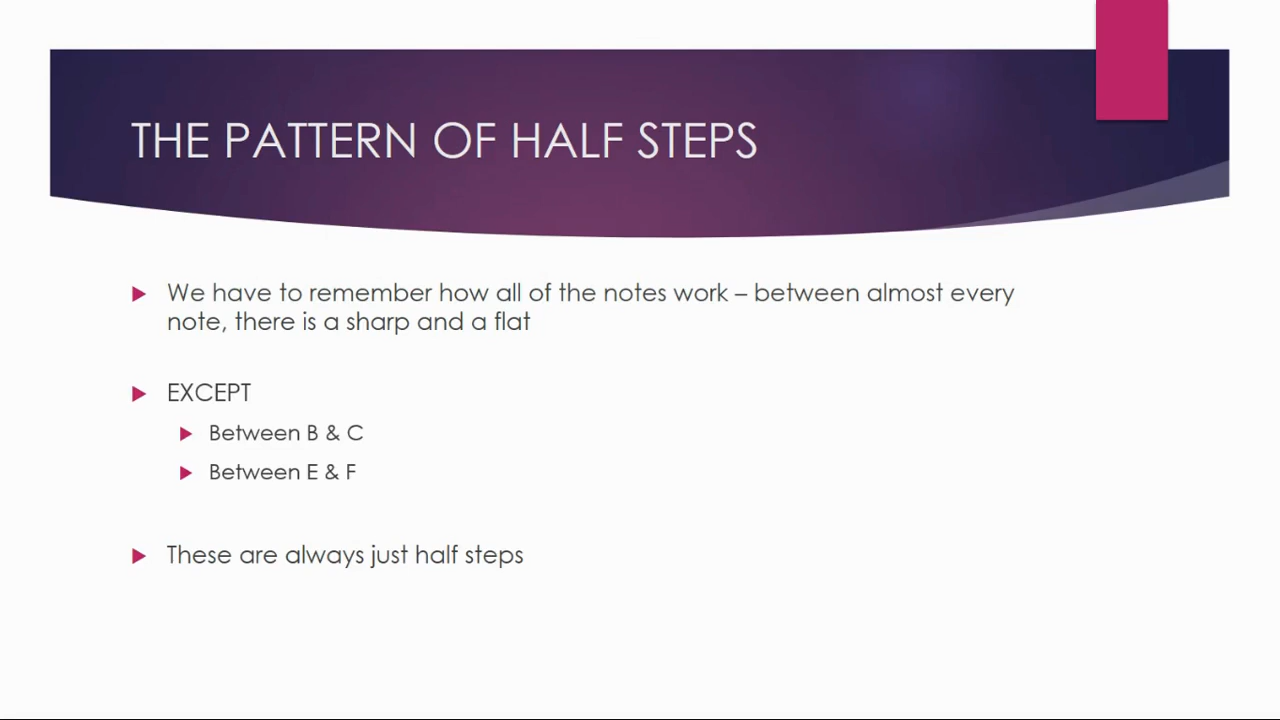 THE PATTERN OF HALF STEPS
We have to remember how all of the notes work – between almost every
note, there is a sharp and a flat
EXCEPT
Between B & C
Between E & F
These are always just half steps